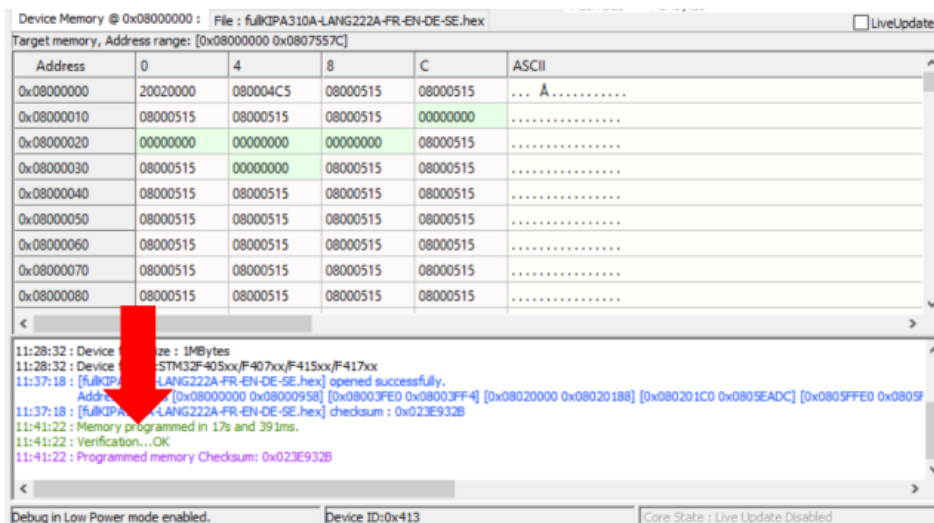 Device Memory @ 0x08000000 : File : fullKIPA310A-LANG222A-FR-EN-DE-SE.hex
LiveUpdate
Target memory, Address range: [0x08000000 0x0807557C]
Address 0 4 8 C ASCII
0x08000000 20020000 080004C5 08000515 08000515 ... Å...........
0x08000010 08000515 08000515 08000515 00000000 ................
0x08000020 00000000 00000000 00000000 08000515 ................
0x08000030 08000515 00000000 08000515 08000515 ................
0x08000040 08000515 08000515 08000515 08000515 ................
0x08000050 08000515 08000515 08000515 08000515 ................
0x08000060 08000515 08000515 08000515 08000515 ................
0x08000070 08000515 08000515 08000515 08000515 ................
0x08000080 08000515 08000515 08000515 08000515 ................
11:28:32 : Device ize : 1MBytes
11:28:32 : Device :STM32F405xx/F407xx/F415xx/F417xx
11:37:18 : [fullKIPA -LANG222A-FR-EN-DE-SE.hex] opened successfully.
Addre [0x08000000 0x08000958] [0x08003FE0 0x08003FF4] [0x08020000 0x08020188] [0x080201C0 0x0805EADC] [0x0805FFE0 0x0805F
11:37:18 : [fullKIP -LANG222A-FR-EN-DE-SE.hex] checksum : 0x023E932B
11:41:22 : Memory programmed in 17s and 391ms.
11:41:22 : Verification...OK
11:41:22 : Programmed memory Checksum: 0x023E932B
Debug in Low Power mode enabled. Device ID:0x413 Core State : Live Update Disabled